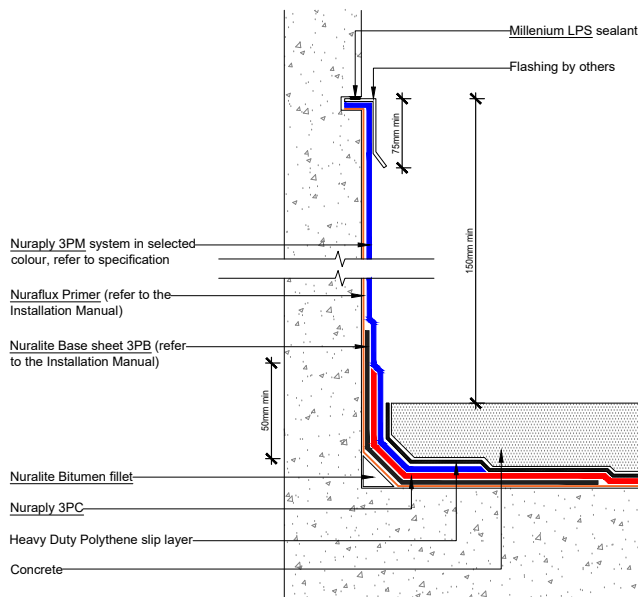 Millenium LPS sealant
Flashing by others
75mm min
150mm min
Nuraply 3PM system in selected
colour, refer to specification
Nuraflux Primer (refer to the
Installation Manual)
Nuralite Base sheet 3PB (refer
to the Installation Manual)
50mm min
Nuralite Bitumen fillet
Nuraply 3PC
Heavy Duty Polythene slip layer
Concrete